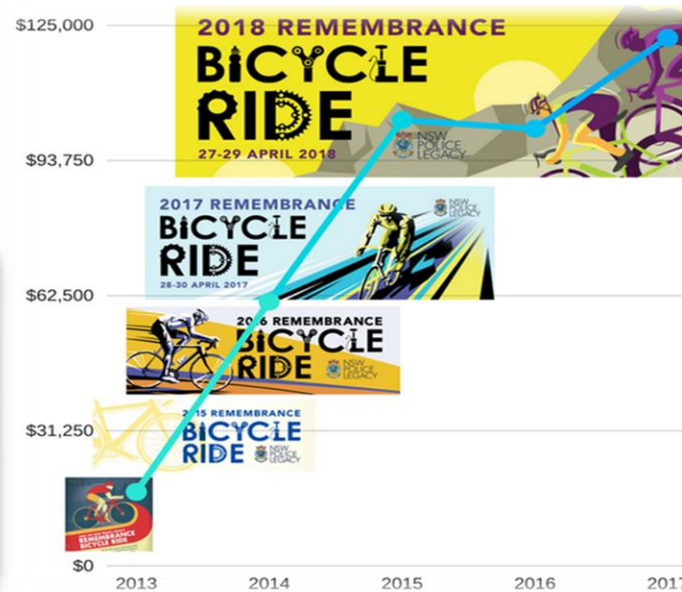 $125,000
2018 REMEMBRANCE
BICYCLE
RIDE
27-29 APRIL 2018
NSW
POLICE
LEGACY
$93,750
2017 REMEMBRANCE
BICYCLE
RIDE
28-30 APRIL 2017
NSW
POLICE
LEGACY
$62,500
REMEMBRANCE
BICYCLE
RIDE
NSW
POLICE
LEGACY
$31,250
REMEMBRANCE
BICYCLE
RIDE
NSW
POLICE
LEGACY
REMEMBRANCE
BICYCLE RIDE
$0
2013
2014
2015
2016
2017